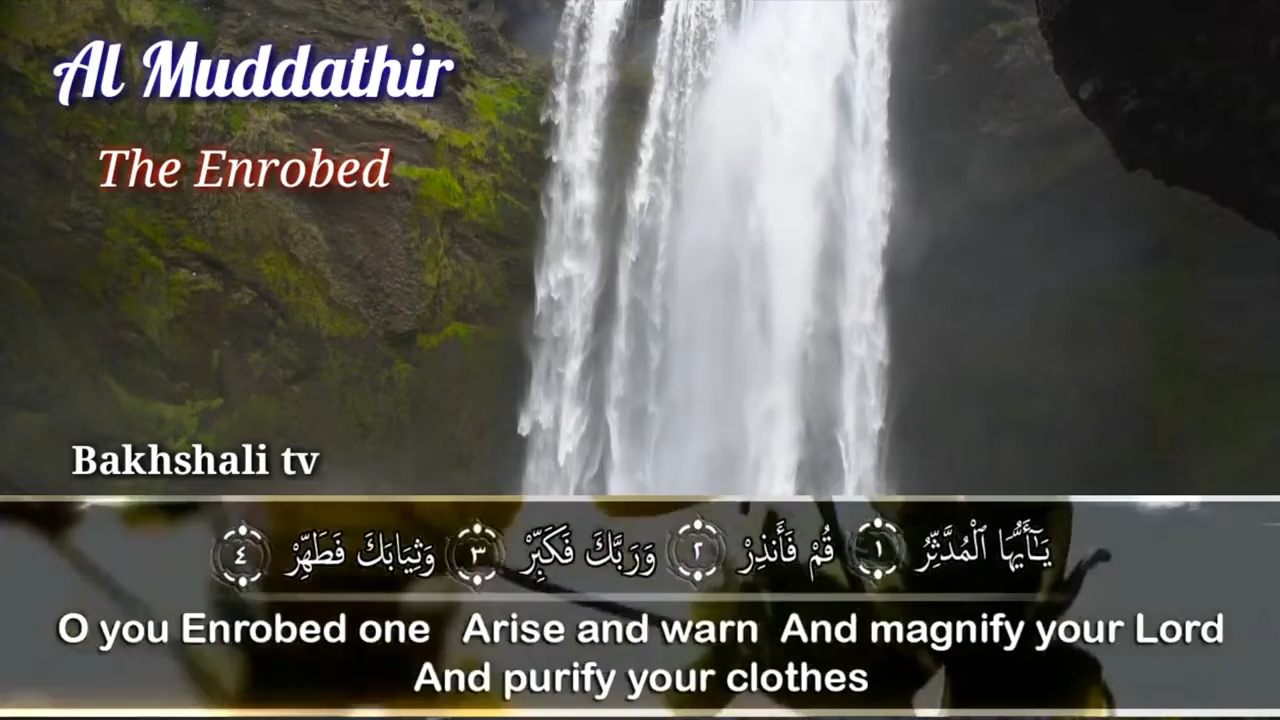 Al Muddathir
The Enrobed
Bakhshali tv
يَـٰٓأَيُّهَا ٱلْمُدَّثِّرُ ١ قُمْ فَأَنذِرْ ٢ وَرَبَّكَ فَكَبِّرْ ٣ وَثِيَابَكَ فَطَهِّرْ ٤
O you Enrobed one Arise and warn And magnify your Lord
And purify your clothes